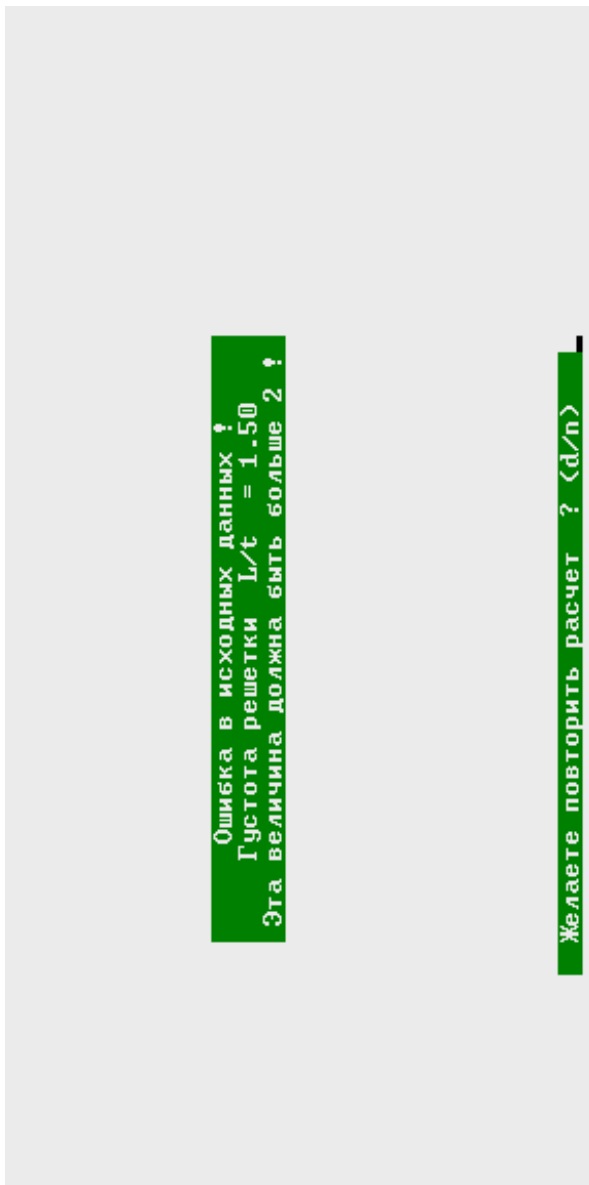 Ошибка в исходных данных !
Густота решетки L/t = 1.50
Эта величина должна быть больше 2 !
Желаете повторить расчет ? (d/n)